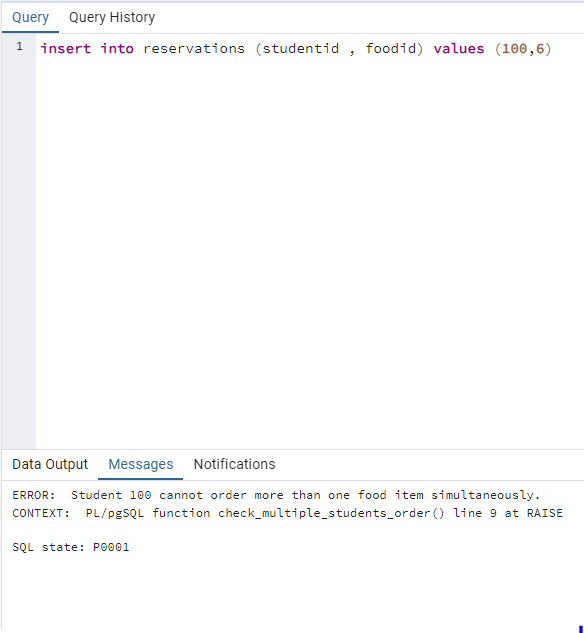 Query Query History
1 insert into reservations (studentid , foodid) values (100,6)
Data Output Messages Notifications
ERROR:  Student 100 cannot order more than one food item simultaneously.
CONTEXT:  PL/pgSQL function check_multiple_students_order() line 9 at RAISE
SQL state: P0001